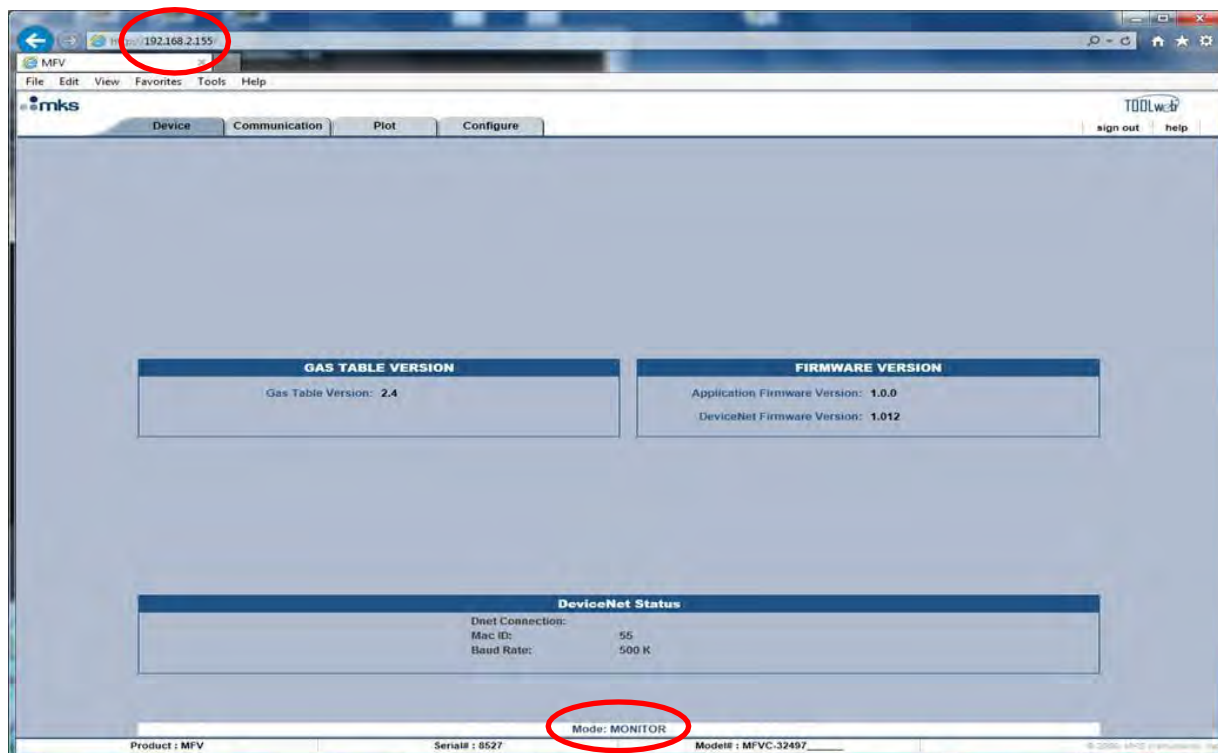 192.168.2.155
MFV
File Edit View Favorites Tools Help
mks
TOOLweb
Device Communication Plot Configure
sign out help
GAS TABLE VERSION
Gas Table Version: 2.4
FIRMWARE VERSION
Application Firmware Version: 1.0.0
DeviceNet Firmware Version: 1.012
DeviceNet Status
Dnet Connection:
Mac ID: 55
Baud Rate: 500 K
Mode: MONITOR
Product : MFV Serial# : 8527 Model# : MFVC-32497______